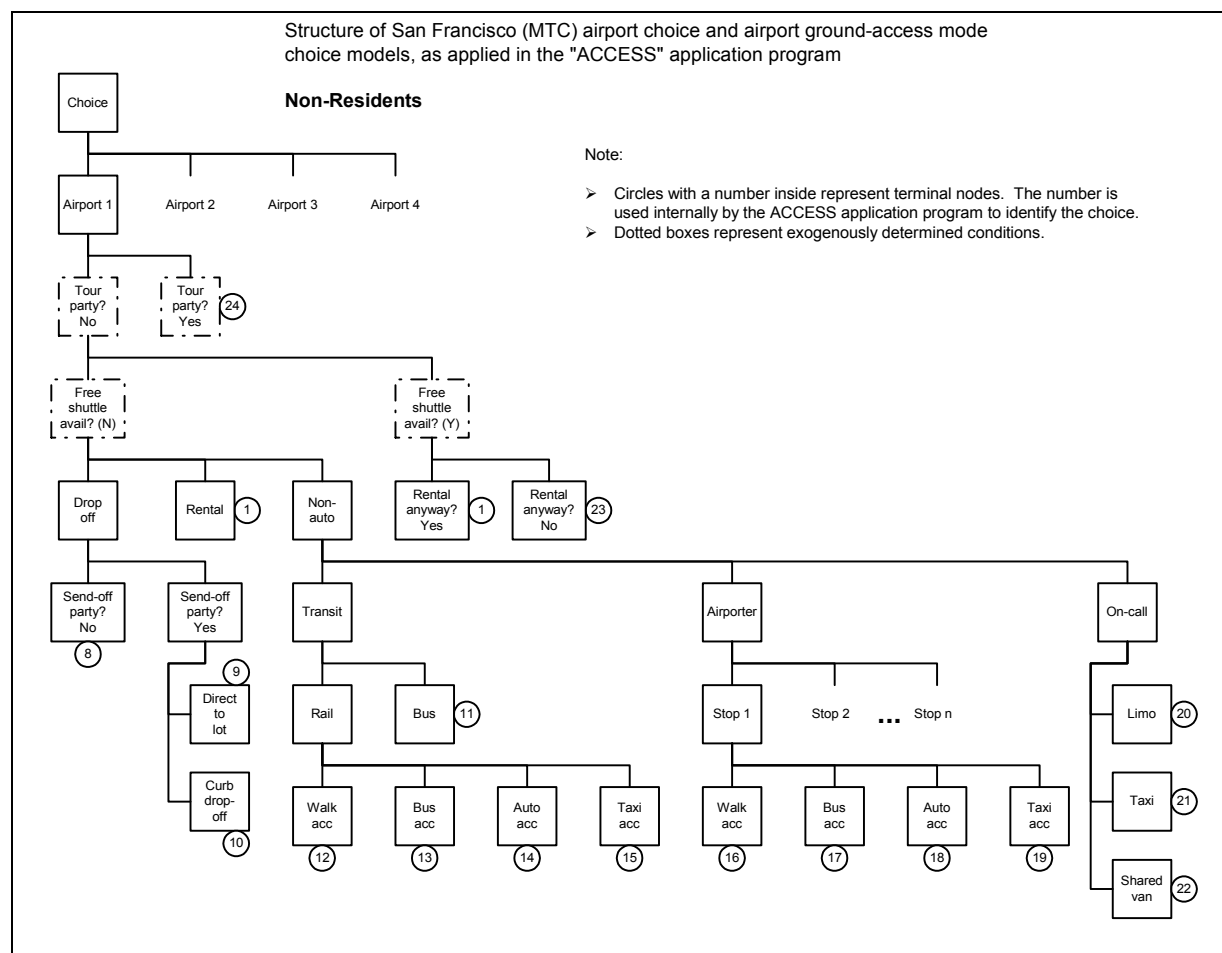 Structure of San Francisco (MTC) airport choice and airport ground-access mode
choice models, as applied in the "ACCESS" application program
Non-Residents
Choice
Note:
➢ Circles with a number inside represent terminal nodes. The number is
used internally by the ACCESS application program to identify the choice.
➢ Dotted boxes represent exogenously determined conditions.
Airport 1
Airport 2
Airport 3
Airport 4
Tour
party?
No
Tour
party?
Yes
24
Free
shuttle
avail? (N)
Free
shuttle
avail? (Y)
Drop
off
Rental
1
Non-
auto
Rental
anyway?
Yes
1
Rental
anyway?
No
23
Send-off
party?
No
8
Send-off
party?
Yes
Transit
Airporter
On-call
9
Direct
to
lot
Rail
Bus
11
Stop 1
Stop 2
...
Stop n
Limo
20
Curb
drop-
off
10
Walk
acc
12
Bus
acc
13
Auto
acc
14
Taxi
acc
15
Walk
acc
16
Bus
acc
17
Auto
acc
18
Taxi
acc
19
Taxi
21
Shared
van
22